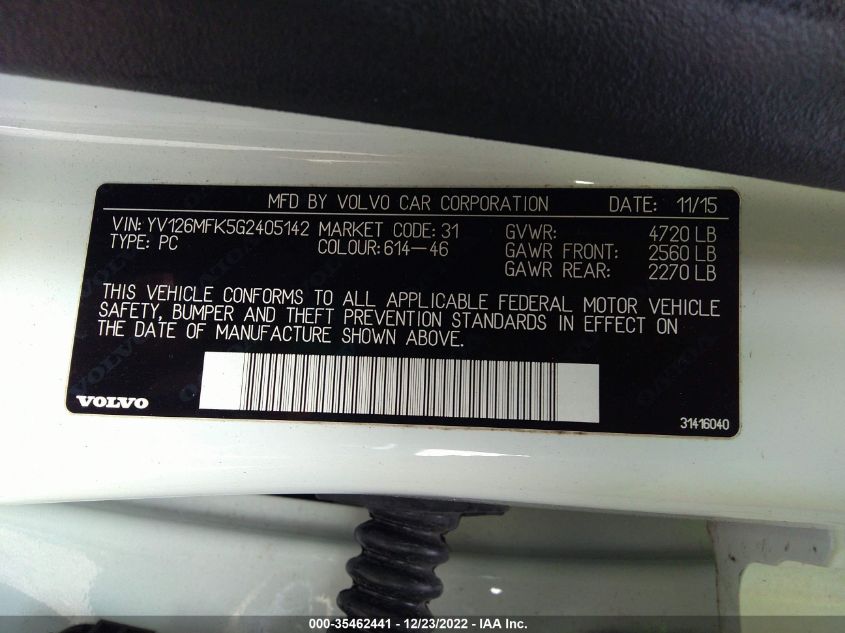 MFD BY VOLVO CAR CORPORATION DATE: 11/15
VIN: YV126MFK5G2405142 MARKET CODE: 31 GVWR: 4720 LB
TYPE: PC COLOUR: 614-46 GAWR FRONT: 2560 LB
GAWR REAR: 2270 LB
THIS VEHICLE CONFORMS TO ALL APPLICABLE FEDERAL MOTOR VEHICLE
SAFETY, BUMPER AND THEFT PREVENTION STANDARDS IN EFFECT ON
THE DATE OF MANUFACTURE SHOWN ABOVE.
VOLVO
31416040
000-35462441 - 12/23/2022 - IAA Inc.